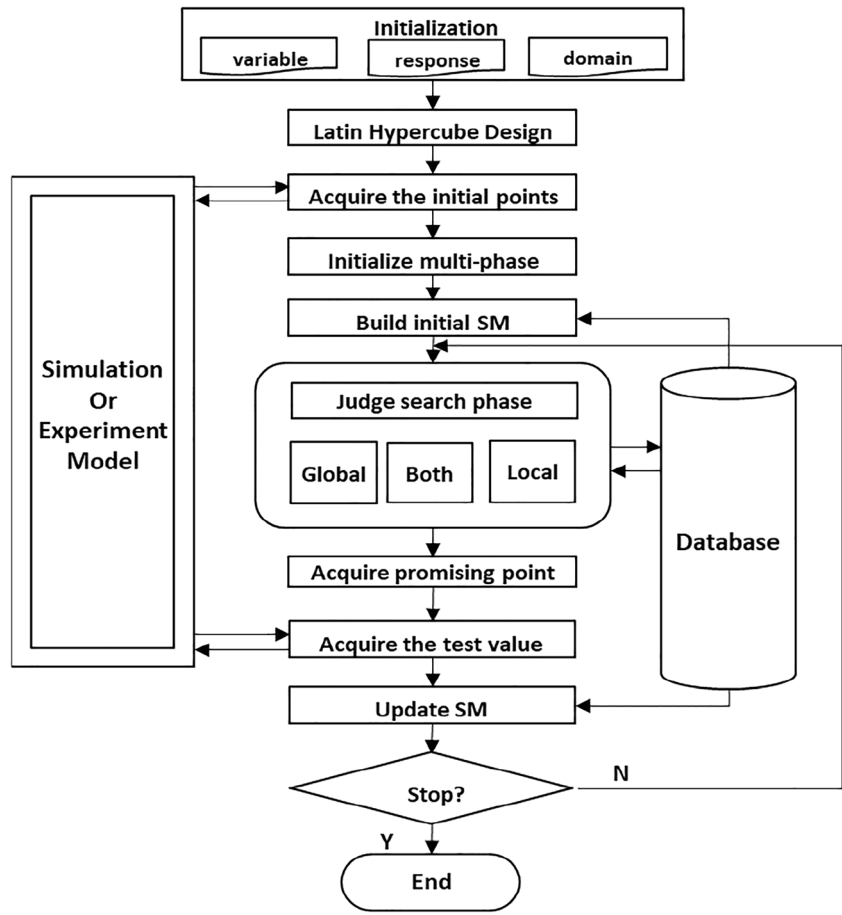 Initialization
variable
response
domain
Latin Hypercube Design
Acquire the initial points
Initialize multi-phase
Build initial SM
Simulation
Or
Experiment
Model
Judge search phase
Global
Both
Local
Database
Acquire promising point
Acquire the test value
Update SM
Stop?
N
Y
End